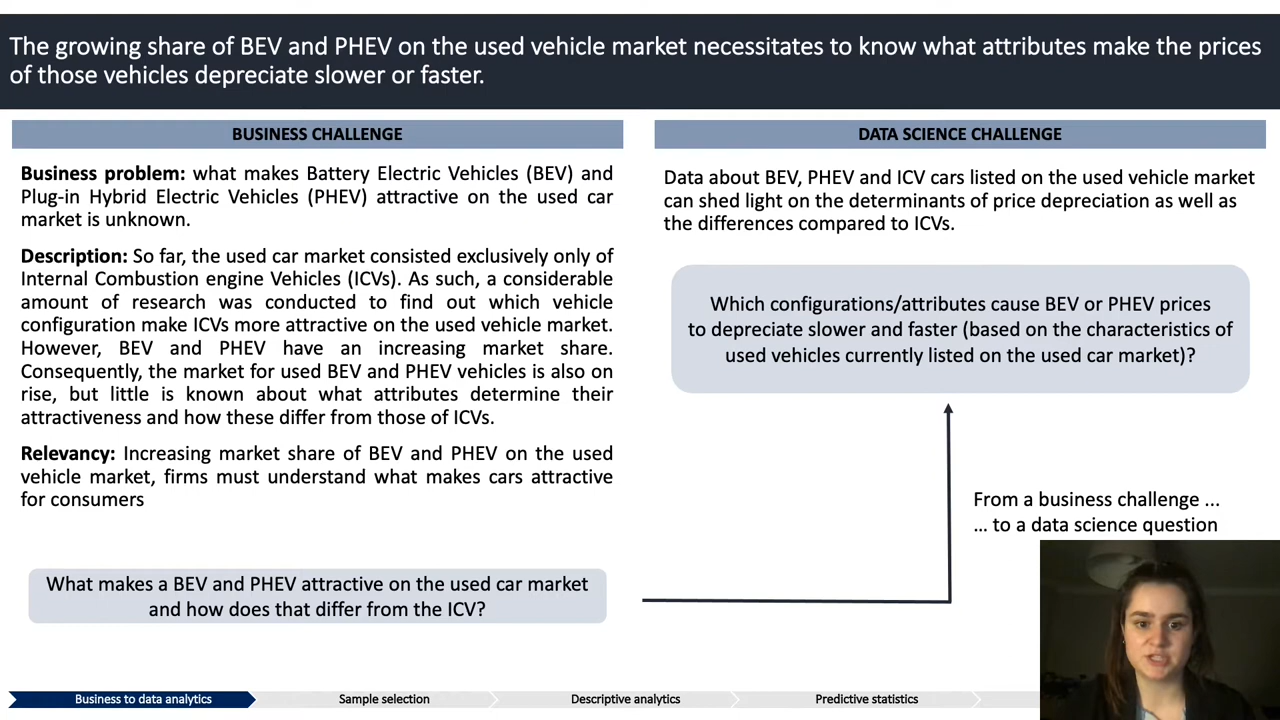 The growing share of BEV and PHEV on the used vehicle market necessitates to know what attributes make the prices
of those vehicles depreciate slower or faster.
BUSINESS CHALLENGE
Business problem: what makes Battery Electric Vehicles (BEV) and
Plug-in Hybrid Electric Vehicles (PHEV) attractive on the used car
market is unknown.
Description: So far, the used car market consisted exclusively only of
Internal Combustion engine Vehicles (ICVs). As such, a considerable
amount of research was conducted to find out which vehicle
configuration make ICVs more attractive on the used vehicle market.
However, BEV and PHEV have an increasing market share.
Consequently, the market for used BEV and PHEV vehicles is also on
rise, but little is known about what attributes determine their
attractiveness and how these differ from those of ICVs.
Relevancy: Increasing market share of BEV and PHEV on the used
vehicle market, firms must understand what makes cars attractive
for consumers
What makes a BEV and PHEV attractive on the used car market
and how does that differ from the ICV?
DATA SCIENCE CHALLENGE
Data about BEV, PHEV and ICV cars listed on the used vehicle market
can shed light on the determinants of price depreciation as well as
the differences compared to ICVs.
Which configurations/attributes cause BEV or PHEV prices
to depreciate slower and faster (based on the characteristics of
used vehicles currently listed on the used car market)?
From a business challenge ...
... to a data science question
Business to data analytics
Sample selection
Descriptive analytics
Predictive statistics